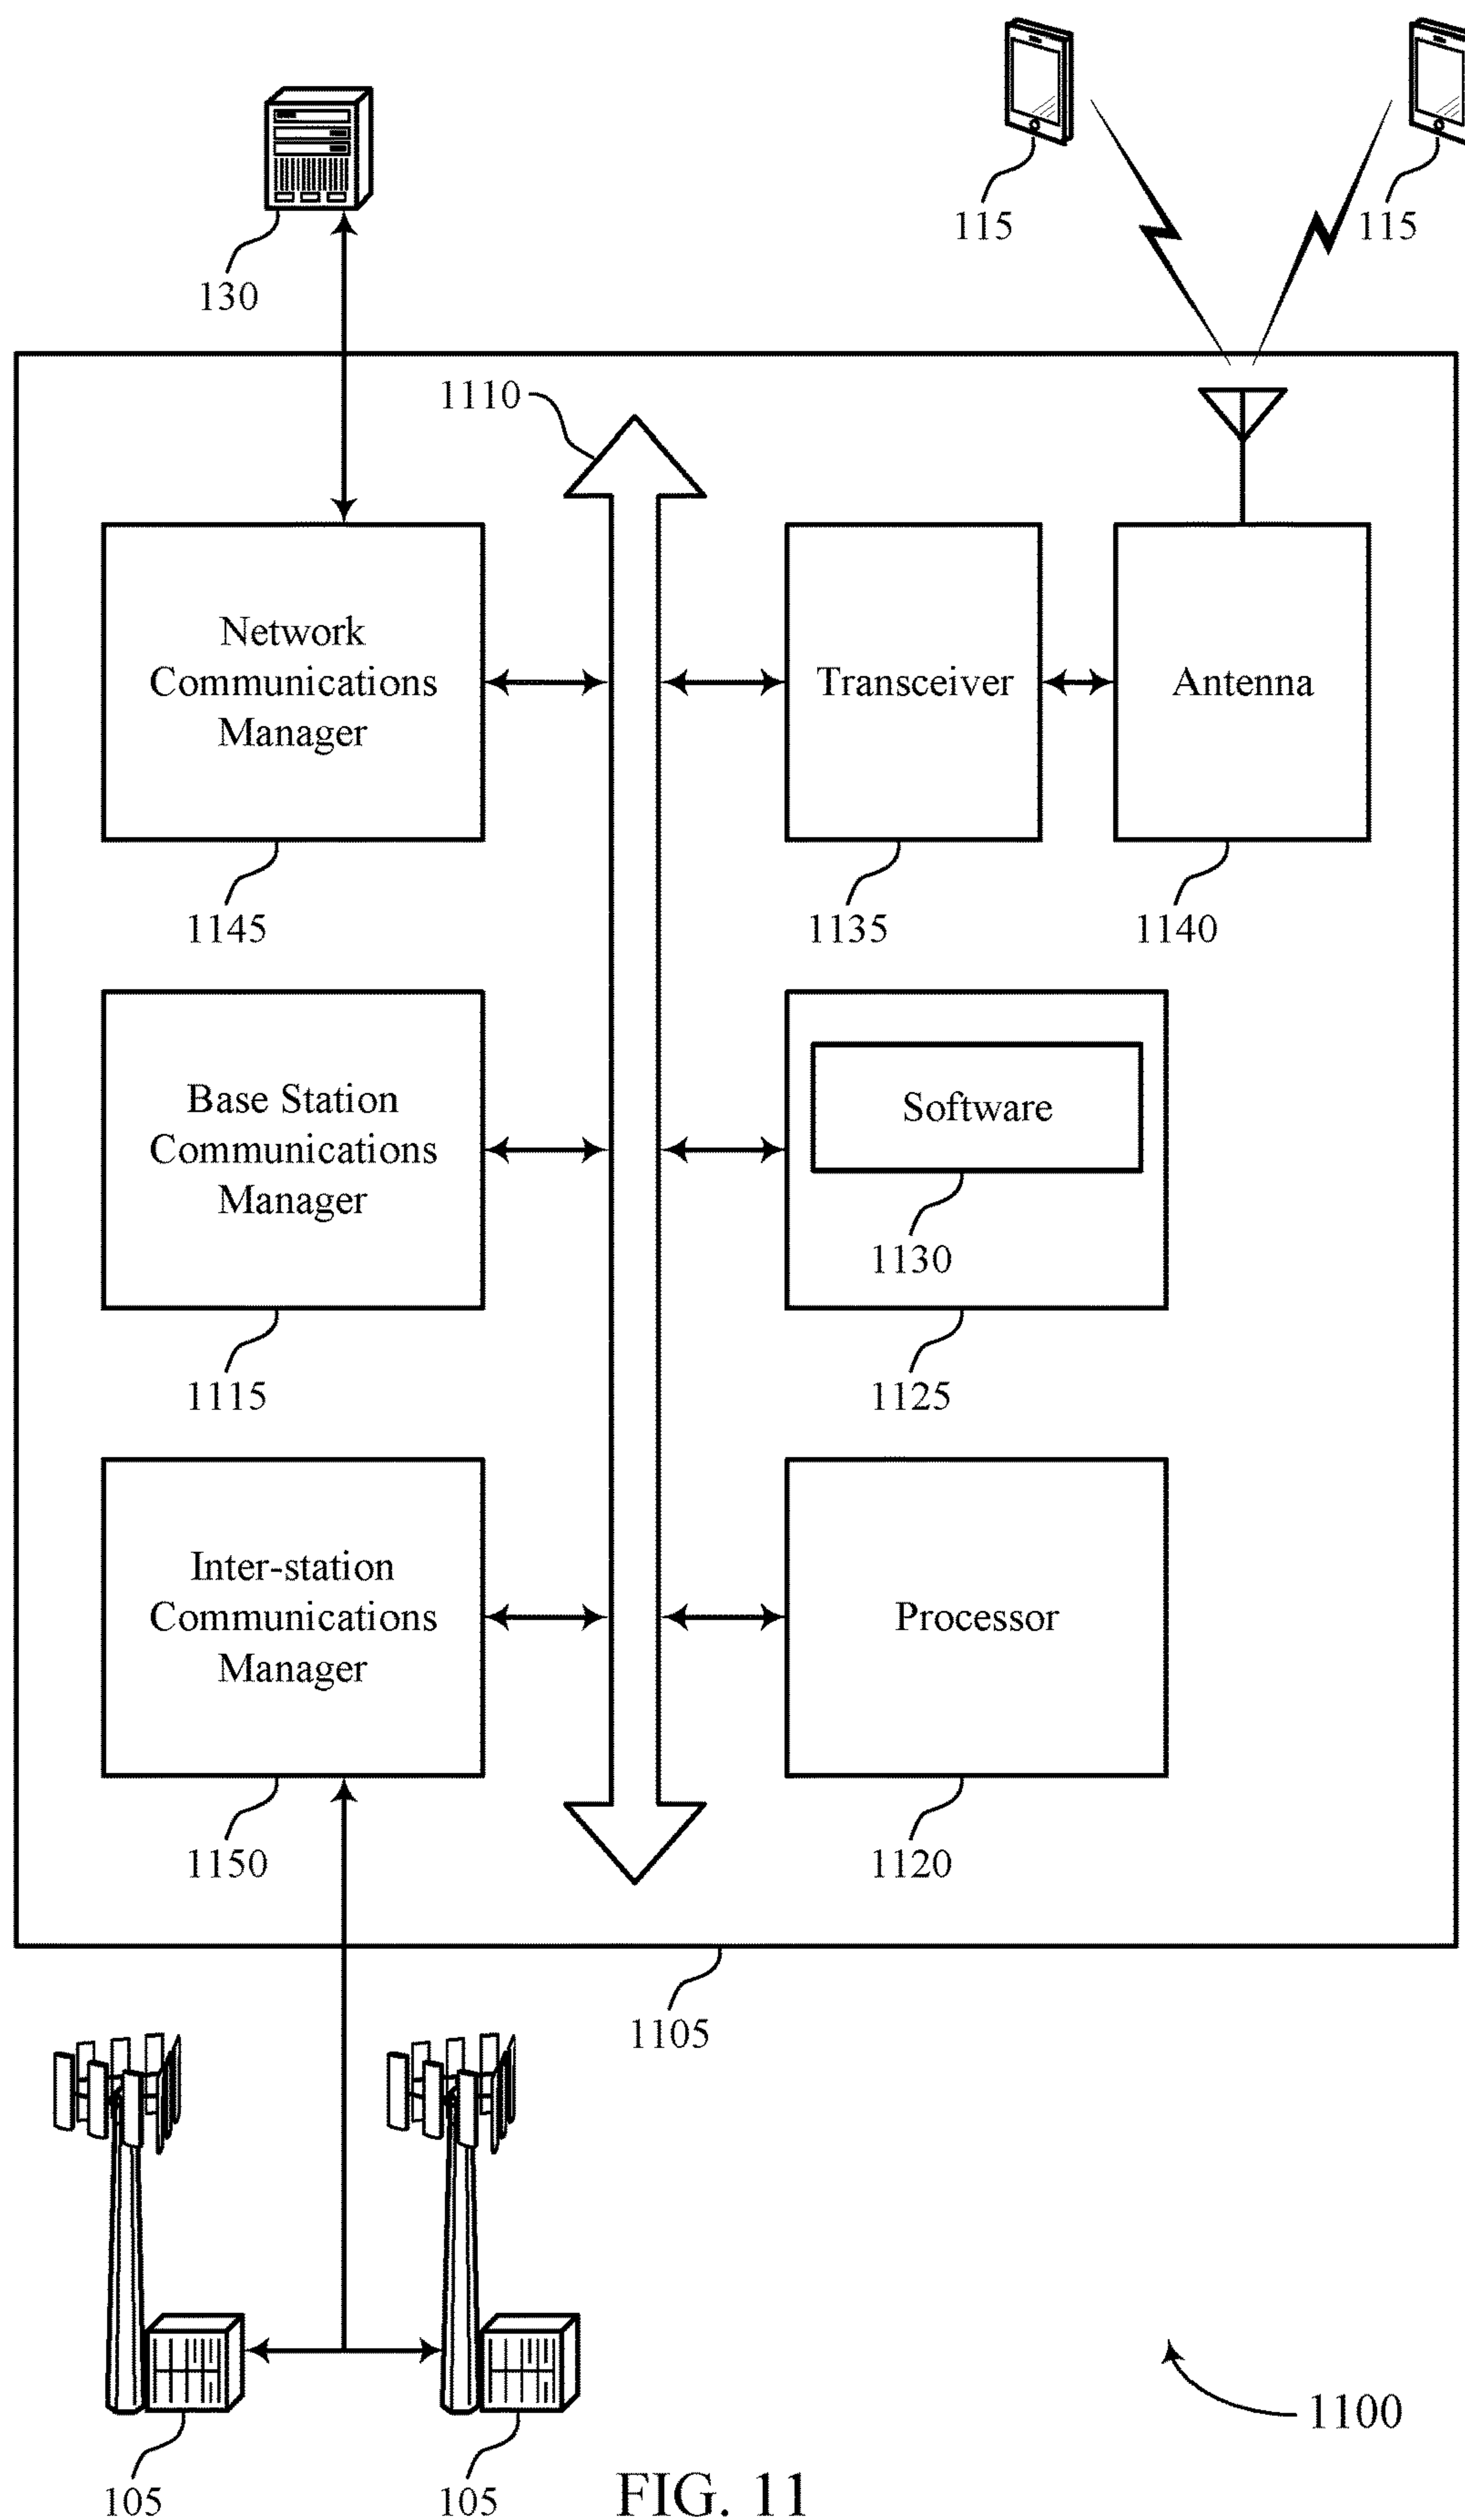 115
115
130
1110
Network
Communications
Manager
Transceiver
Antenna
1145
1135
1140
Base Station
Communications
Manager
Software
1130
1115
1125
Inter-station
Communications
Manager
Processor
1150
1120
1105
1100
105
105
FIG. 11